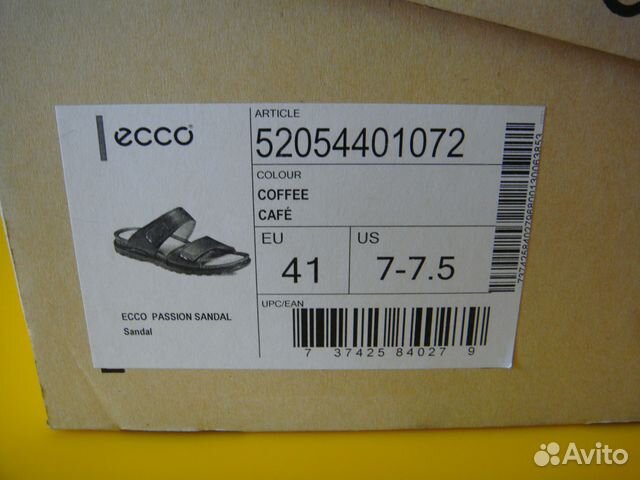 ecco
ARTICLE
52054401072
COLOUR
COFFEE
CAFÉ
EU
41
US
7-7.5
UPC/EAN
7 37425 84027 9
ECCO PASSION SANDAL
Sandal
Avito